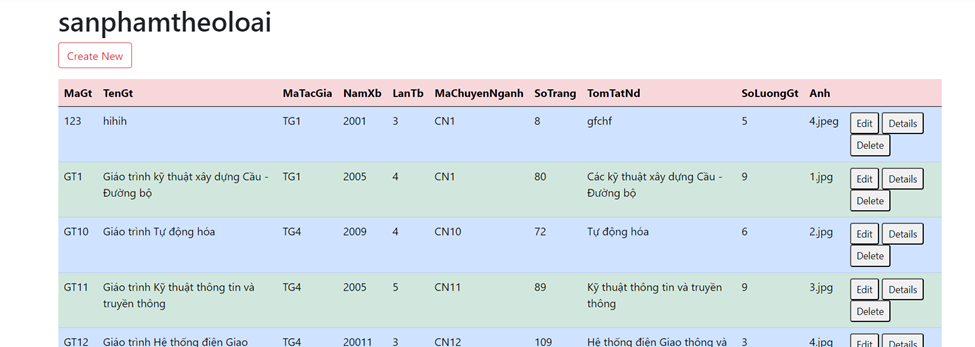 sanphamtheoloai
Create New
MaGt TenGt MaTacGia NamXb LanTb MaChuyenNganh SoTrang TomTatNd SoLuongGt Anh
123 hihih TG1 2001 3 CN1 8 gfchf 5 4.jpeg Edit Details
Delete
GT1 Giáo trình kỹ thuật xây dựng Cầu - TG1 2005 4 CN1 80 Các kỹ thuật xây dựng Cầu - 9 1.jpg Edit Details
Đường bộ Đường bộ Delete
GT10 Giáo trình Tự động hóa TG4 2009 4 CN10 72 Tự động hóa 6 2.jpg Edit Details
Delete
GT11 Giáo trình Kỹ thuật thông tin và TG4 2005 5 CN11 89 Kỹ thuật thông tin và truyền 9 3.jpg Edit Details
truyền thông thông Delete
GT12 Giáo trình Hệ thống điện Giao TG4 20011 3 CN12 109 Hệ thống điện Giao thông và 3 4.jpg Edit Details